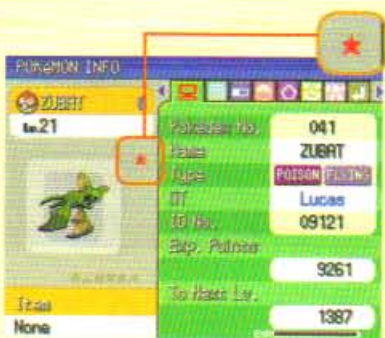 POKéMON INFO
ZUBAT
Lv.21
Pokédex No. 041
Name ZUBAT
Type POISON FLYING
OT Lucas
ID No. 09121
Exp. Points
9261
To Next Lv.
1387
Item
None